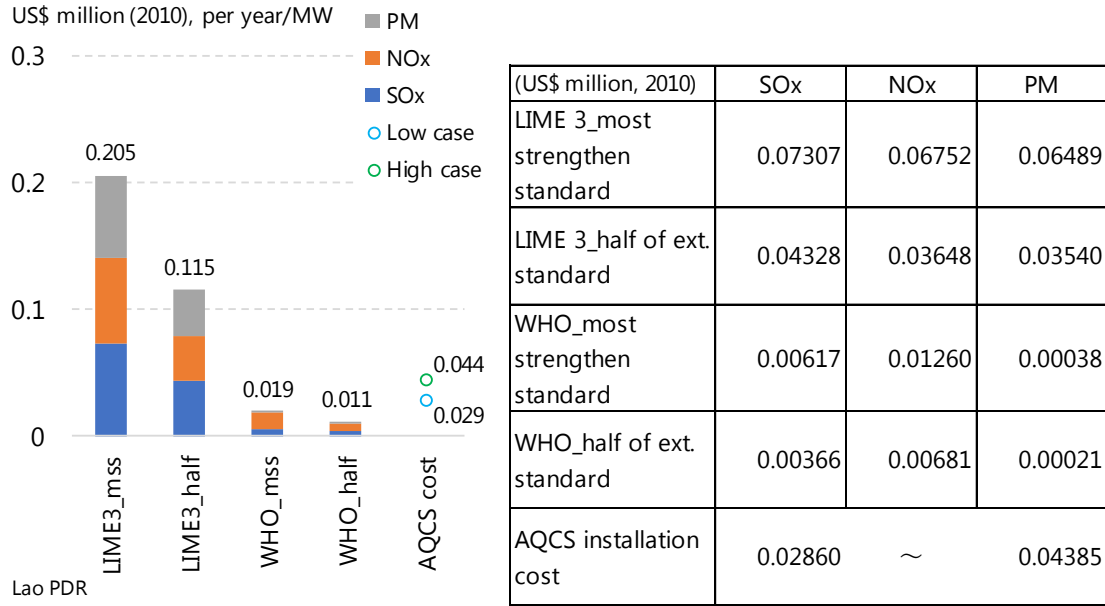 US$ million (2010), per year/MW
PM
NOx
SOx
Low case
High case
0.3
0.2
0.1
0
0.205
0.115
0.019
0.011
0.044
0.029
LIME3_mss
LIME3_half
WHO_mss
WHO_half
AQCS cost
Lao PDR
(US$ million, 2010) SOx NOx PM
LIME 3_most
strengthen
standard
0.07307 0.06752 0.06489
LIME 3_half of ext.
standard
0.04328 0.03648 0.03540
WHO_most
strengthen
standard
0.00617 0.01260 0.00038
WHO_half of ext.
standard
0.00366 0.00681 0.00021
AQCS installation
cost
0.02860 ～ 0.04385